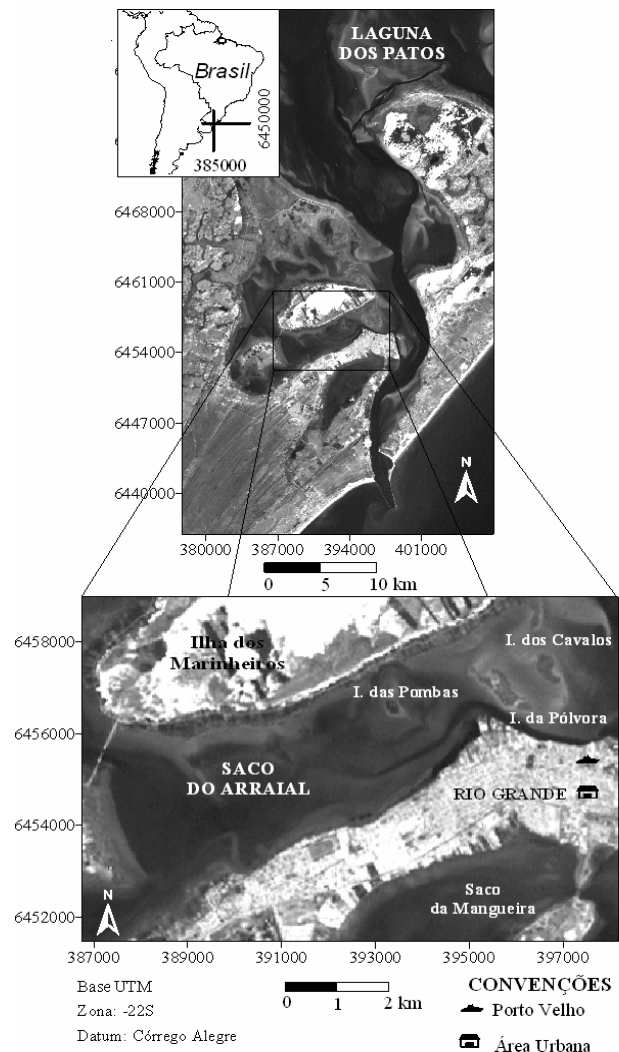 LAGUNA
DOS PATOS
Brasil
6450000
385000
6468000
6461000
6454000
6447000
6440000
N
380000 387000 394000 401000
0 5 10 km
6458000
Ilha dos
Marinheiros
I. dos Cavalos
I. das Pombas
6456000
I. da Pólvora
SACO
DO ARRAIAL
RIO GRANDE
6454000
Saco
da Mangueira
N
6452000
387000 389000 391000 393000 395000 397000
Base UTM
Zona: -22S
Datum: Córrego Alegre
0 1 2 km
CONVENÇÕES
Porto Velho
Área Urbana